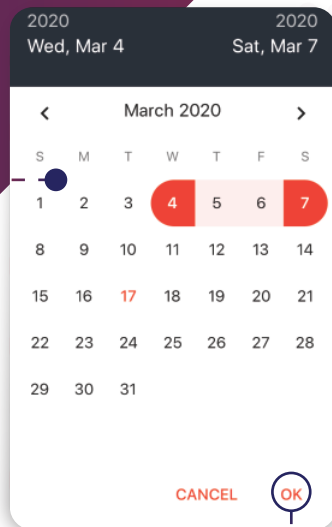 2020 2020
Wed, Mar 4 Sat, Mar 7
March 2020
S M T W T F S
1 2 3 4 5 6 7
8 9 10 11 12 13 14
15 16 17 18 19 20 21
22 23 24 25 26 27 28
29 30 31
CANCEL OK